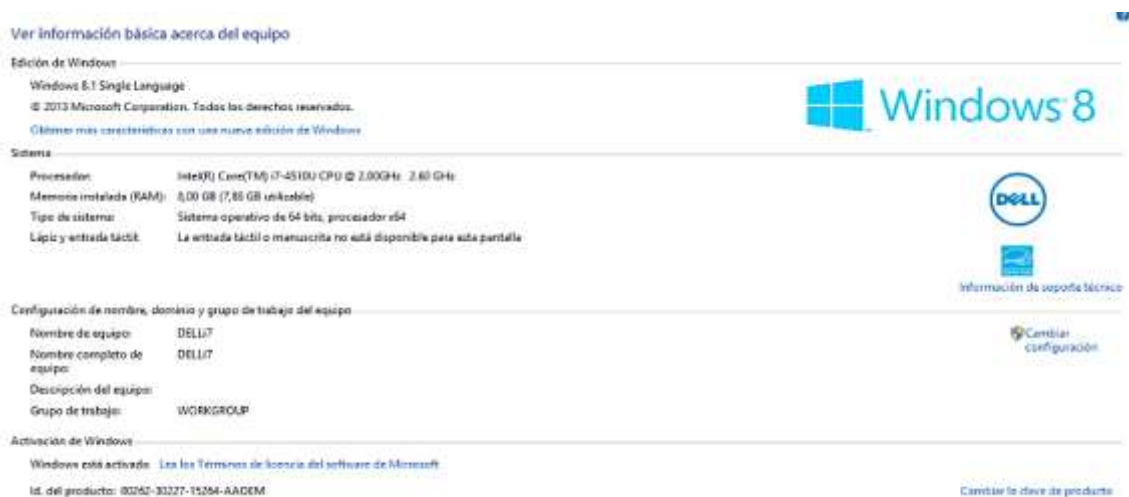 Ver información básica acerca del equipo
Edición de Windows
Windows 8.1 Single Language
© 2013 Microsoft Corporation. Todos los derechos reservados.
Obtener más características con una nueva edición de Windows
Windows 8
Sistema
Procesador: Intel(R) Core(TM) i7-4510U CPU @ 2.00GHz 2.60 GHz
Memoria instalada (RAM): 8,00 GB (7,85 GB utilizable)
Tipo de sistema: Sistema operativo de 64 bits, procesador x64
Lápiz y entrada táctil: La entrada táctil o manuscrita no está disponible para esta pantalla
DELL
Información de soporte técnico
Configuración de nombre, dominio y grupo de trabajo del equipo
Nombre de equipo: DELLi7
Cambiar
configuración
Nombre completo de DELLi7
equipo:
Descripción del equipo:
Grupo de trabajo: WORKGROUP
Activación de Windows
Windows está activado Lea los Términos de licencia del software de Microsoft
Id. del producto: 00262-30227-15264-AAOEM
Cambiar la clave de producto